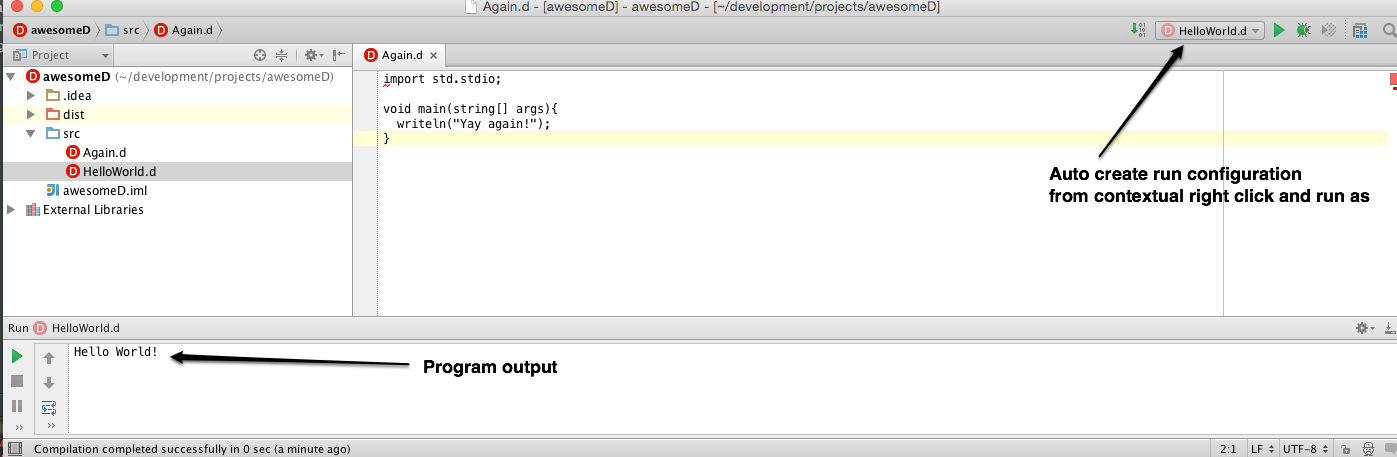 Again.d - [awesomeD] - awesomeD - [~/development/projects/awesomeD]
awesomeD src Again.d
HelloWorld.d
Project
Again.d
awesomeD (~/development/projects/awesomeD)
.idea
dist
src
Again.d
HelloWorld.d
awesomeD.iml
External Libraries
import std.stdio;
void main(string[] args){
writeln("Yay again!");
}
Auto create run configuration
from contextual right click and run as
Run HelloWorld.d
Hello World!
Program output
Compilation completed successfully in 0 sec (a minute ago)
2:1 LF UTF-8